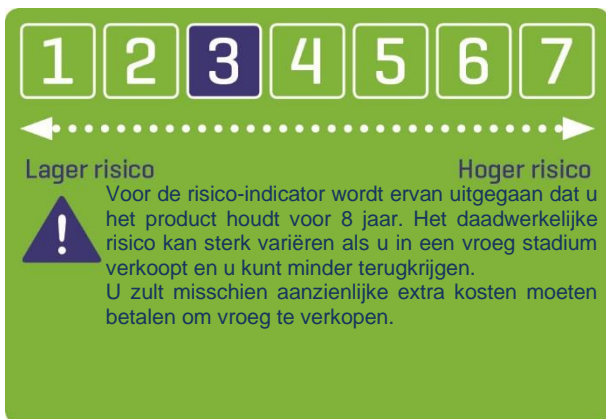 1 2 3 4 5 6 7
Lager risico Hoger risico
Voor de risico-indicator wordt ervan uitgegaan dat u
het product houdt voor 8 jaar. Het daadwerkelijke
risico kan sterk variëren als u in een vroeg stadium
verkoopt en u kunt minder terugkrijgen.
U zult misschien aanzienlijke extra kosten moeten
betalen om vroeg te verkopen.